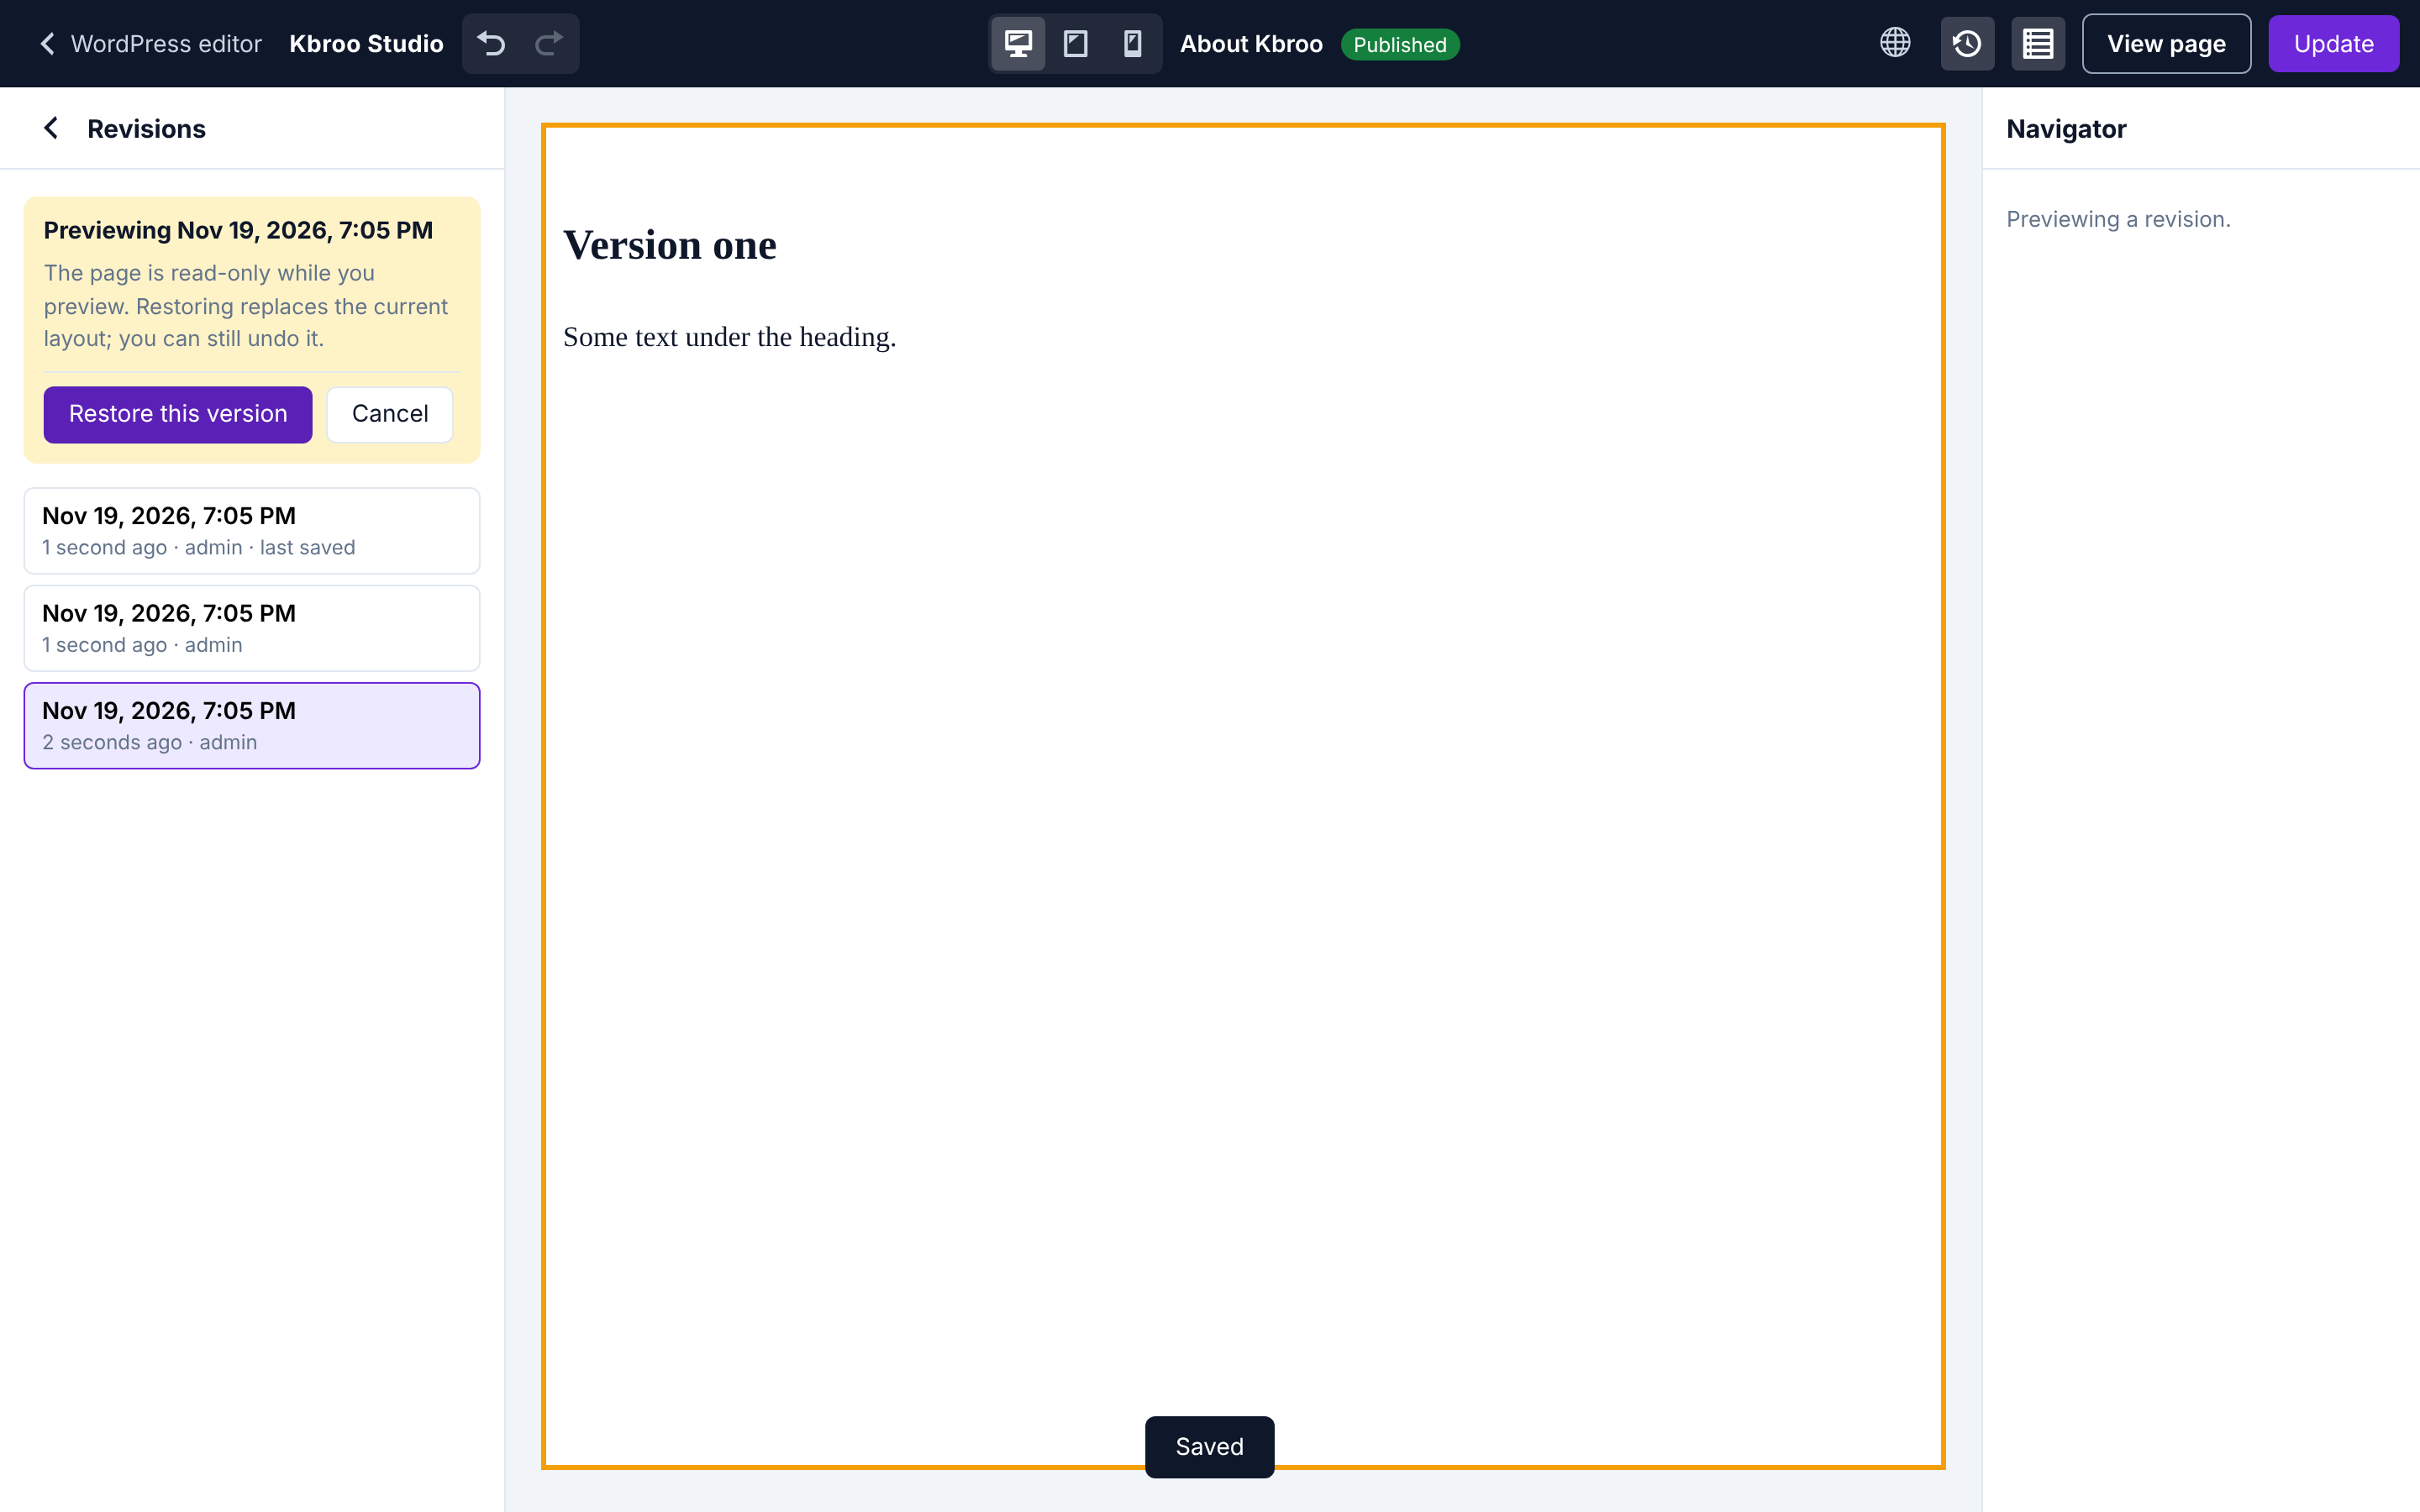 WordPress editor Kbroo Studio About Kbroo Published View page Update
Revisions
Previewing Nov 19, 2026, 7:05 PM
The page is read-only while you
preview. Restoring replaces the current
layout; you can still undo it.
Restore this version Cancel
Nov 19, 2026, 7:05 PM
1 second ago · admin · last saved
Nov 19, 2026, 7:05 PM
1 second ago · admin
Nov 19, 2026, 7:05 PM
2 seconds ago · admin
Version one
Some text under the heading.
Saved
Navigator
Previewing a revision.